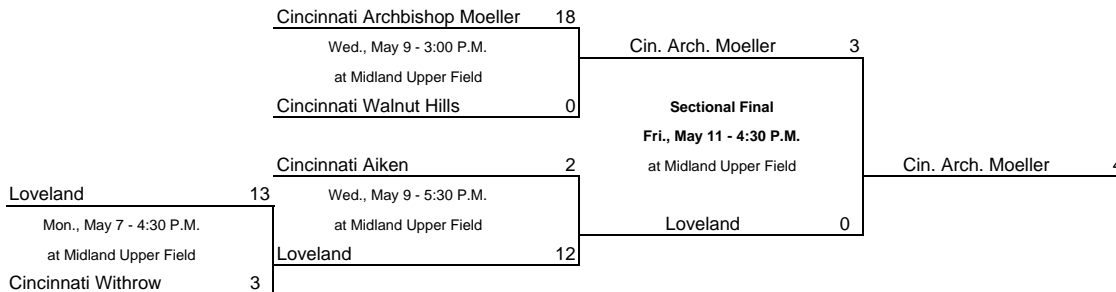 Cincinnati Archbishop Moeller 18
Wed., May 9 - 3:00 P.M.
at Midland Upper Field
Cincinnati Walnut Hills 0
Cin. Arch. Moeller 3
Sectional Final
Fri., May 11 - 4:30 P.M.
at Midland Upper Field
Cincinnati Aiken 2
Wed., May 9 - 5:30 P.M.
at Midland Upper Field
Loveland 12
Loveland 0
Cin. Arch. Moeller
Loveland 13
Mon., May 7 - 4:30 P.M.
at Midland Upper Field
Cincinnati Withrow 3